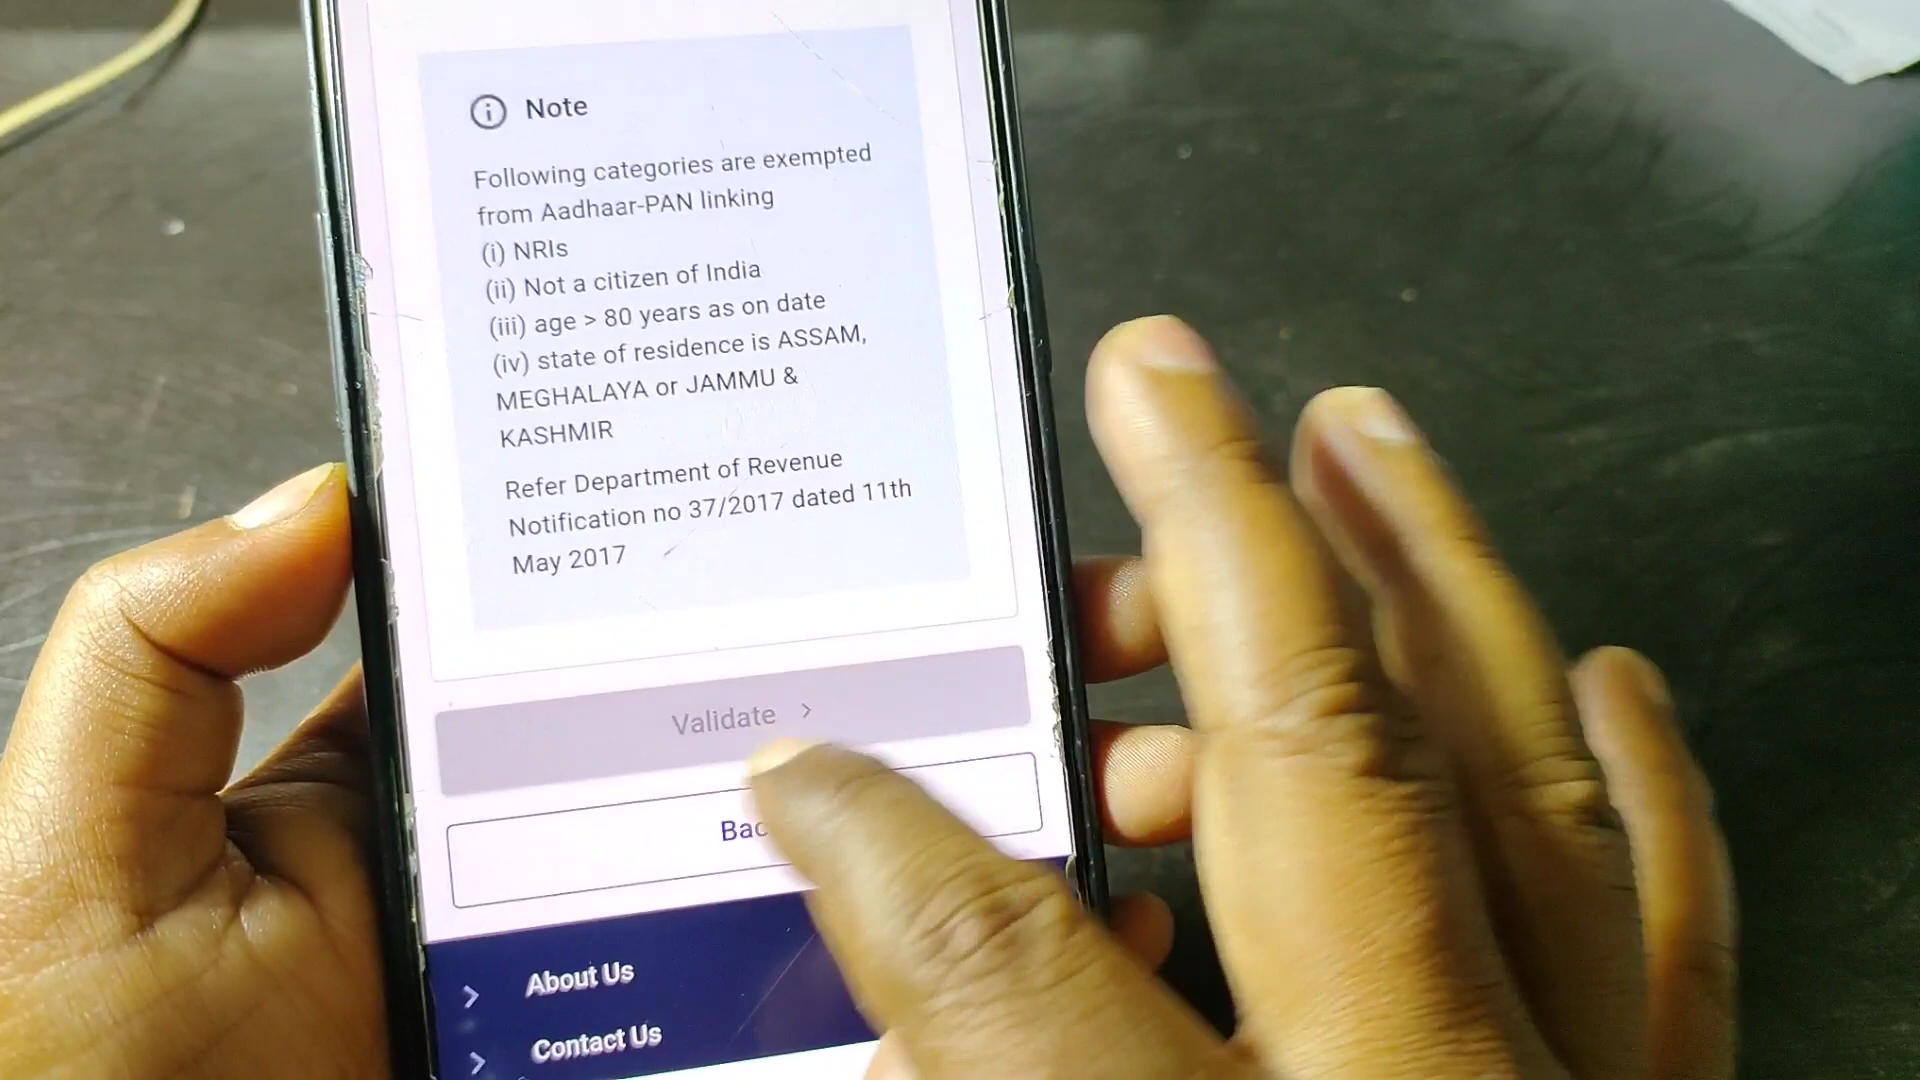 Note
Following categories are exempted
from Aadhaar-PAN linking
(i) NRIs
(ii) Not a citizen of India
(iii) age > 80 years as on date
(iv) state of residence is ASSAM,
MEGHALAYA or JAMMU &
KASHMIR
Refer Department of Revenue
Notification no 37/2017 dated 11th
May 2017
Validate >
Bac
> About Us
> Contact Us